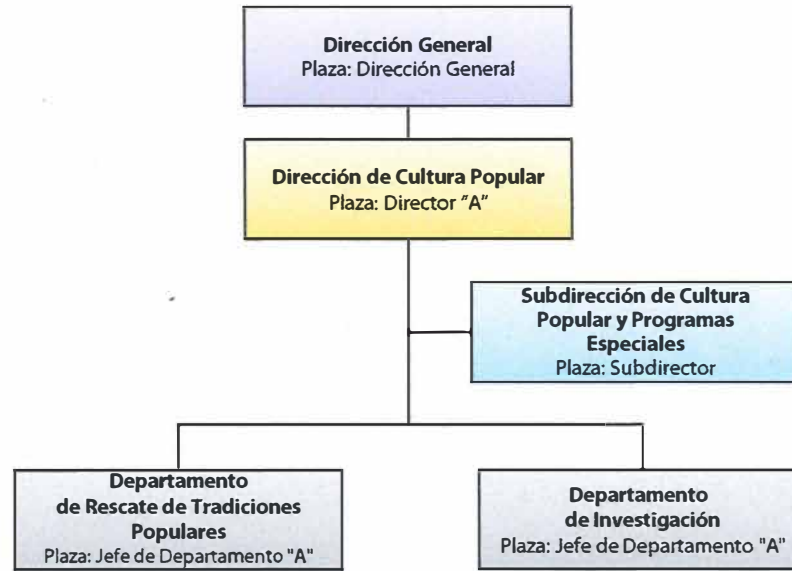 Dirección General
Plaza: Dirección General
Dirección de Cultura Popular
Plaza: Director "A"
Subdirección de Cultura
Popular y Programas
Especiales
Plaza: Subdirector
Departamento
de Rescate de Tradiciones
Populares
Plaza: Jefe de Departamento "A"
Departamento
de Investigación
Plaza: Jefe de Departamento "A"